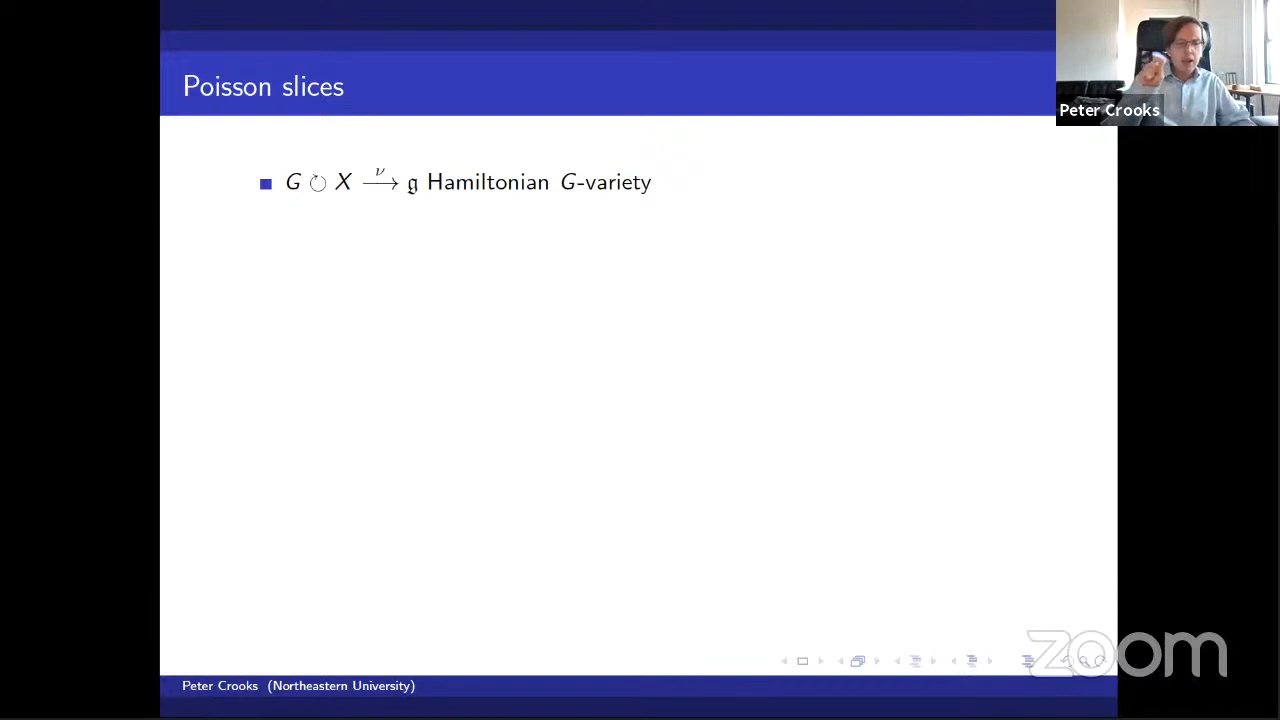 Poisson slices
Peter Crooks
G ↻ X —ν→ 𝔤 Hamiltonian G-variety
zoom
Peter Crooks (Northeastern University)